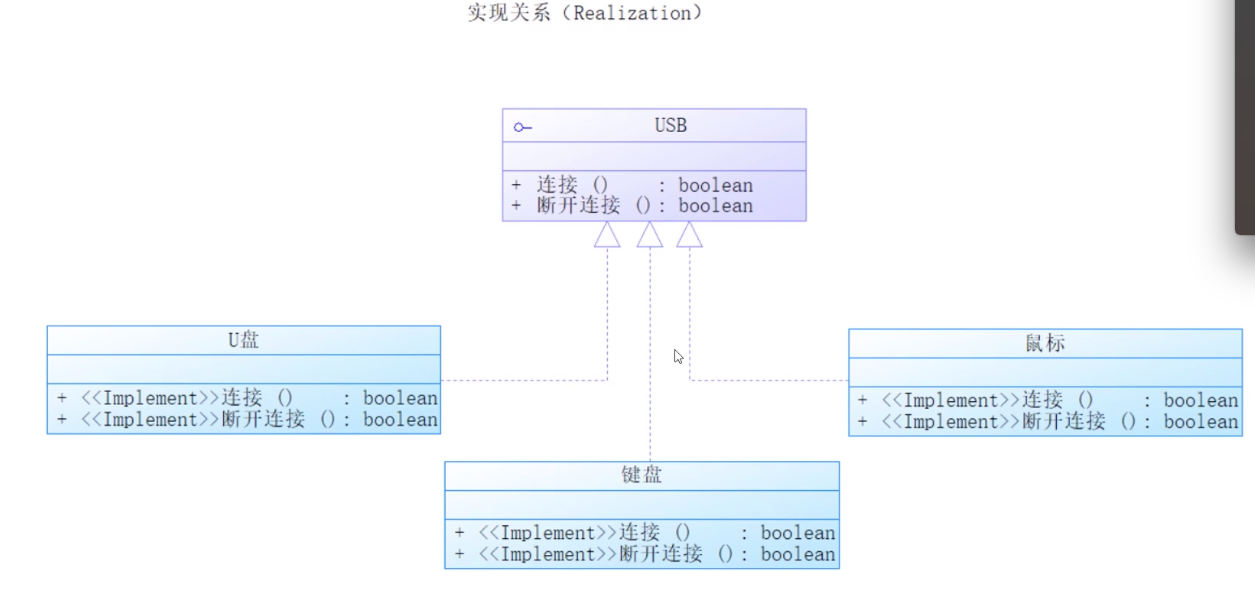 实现关系（Realization）
USB
+ 连接 () : boolean
+ 断开连接 () : boolean
U盘
+ <<Implement>>连接 () : boolean
+ <<Implement>>断开连接 () : boolean
鼠标
+ <<Implement>>连接 () : boolean
+ <<Implement>>断开连接 () : boolean
键盘
+ <<Implement>>连接 () : boolean
+ <<Implement>>断开连接 () : boolean